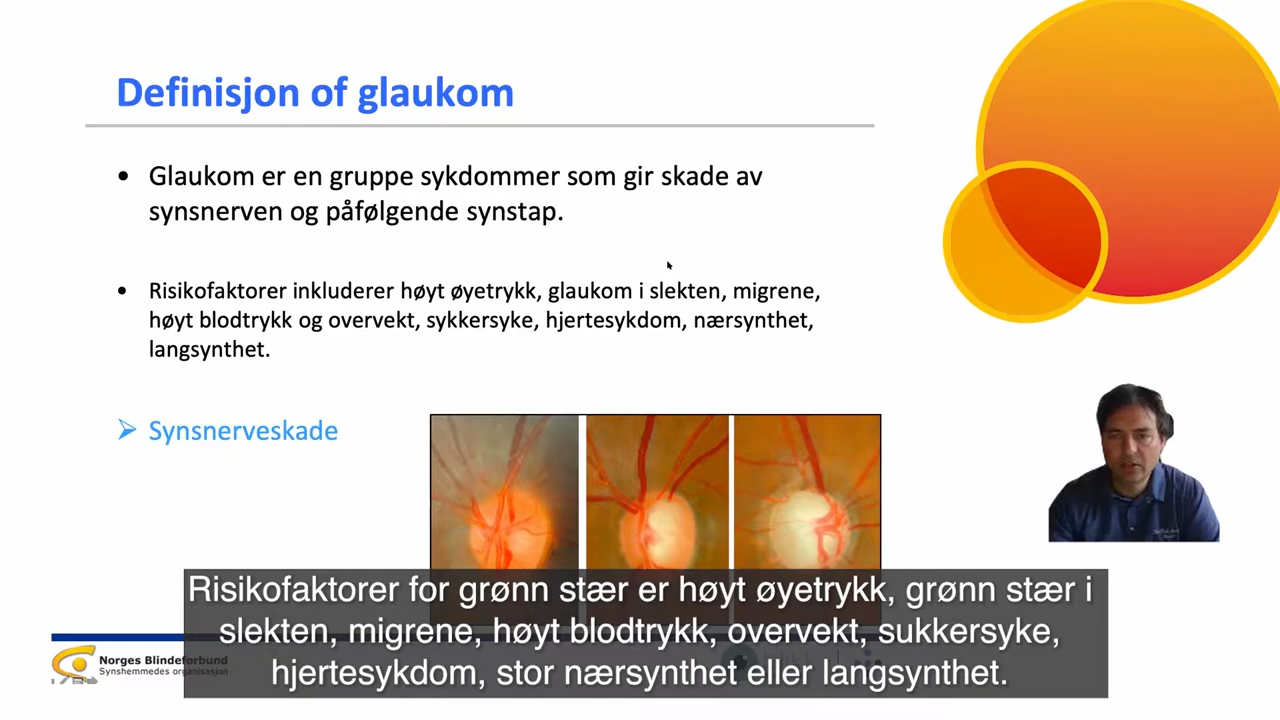 Definisjon of glaukom
• Glaukom er en gruppe sykdommer som gir skade av
synsnerven og påfølgende synstap.
• Risikofaktorer inkluderer høyt øyetrykk, glaukom i slekten, migrene,
høyt blodtrykk og overvekt, sykkersyke, hjertesykdom, nærsynthet,
langsynthet.
➢ Synsnerveskade
Risikofaktorer for grønn stær er høyt øyetrykk, grønn stær i
slekten, migrene, høyt blodtrykk, overvekt, sukkersyke,
hjertesykdom, stor nærsynthet eller langsynthet.
Norges Blindeforbund
Synshemmedes organisasjon